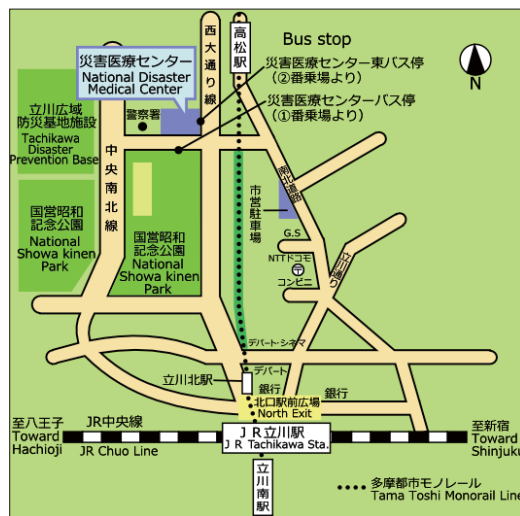 高松駅
西大通り線
Bus stop
N
災害医療センター
National Disaster
Medical Center
災害医療センター東バス停
(②番乗場より)
災害医療センターバス停
(①番乗場より)
立川広域
防災基地施設
Tachikawa
Disaster
Prevention Base
警察署
中央南北線
南北道路
市営駐車場
国営昭和
記念公園
National
Showa kinen
Park
国営昭和
記念公園
National
Showa kinen
Park
G.S
NTTドコモ
コンビニ
立川通り
デパート・シネマ
デパート
立川北駅
銀行
銀行
北口駅前広場
North Exit
至八王子
Toward
Hachioji
JR中央線
JR Chuo Line
JR立川駅
JR Tachikawa Sta.
至新宿
Toward
Shinjuku
立川南駅
多摩都市モノレール
Tama Toshi Monorail Line